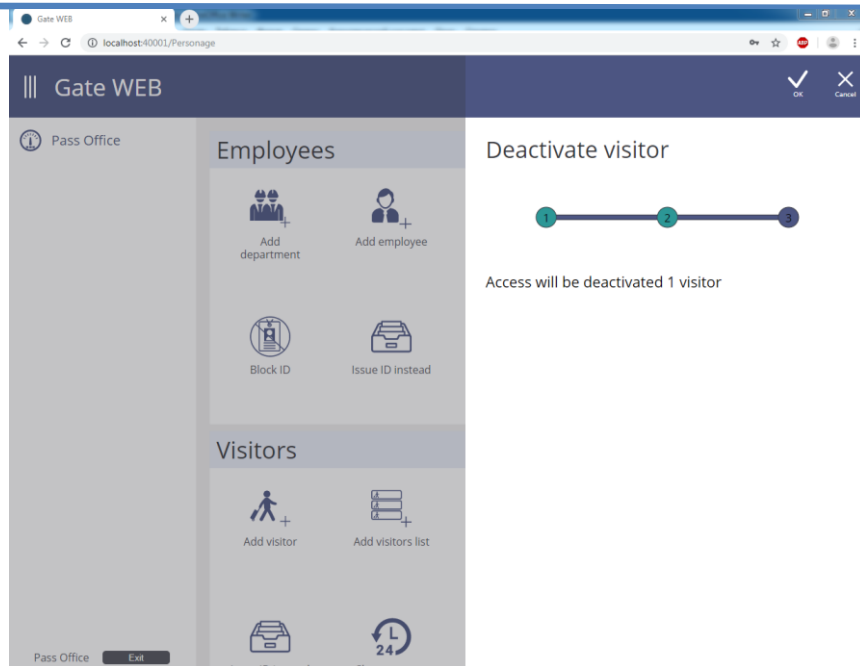 Gate WEB
localhost:40001/Personage
ABP
Gate WEB
OK
Cancel
Pass Office
Employees
Add
department
Add employee
Block ID
Issue ID instead
Visitors
Add visitor
Add visitors list
24
Pass Office
Exit
Deactivate visitor
1
2
3
Access will be deactivated 1 visitor